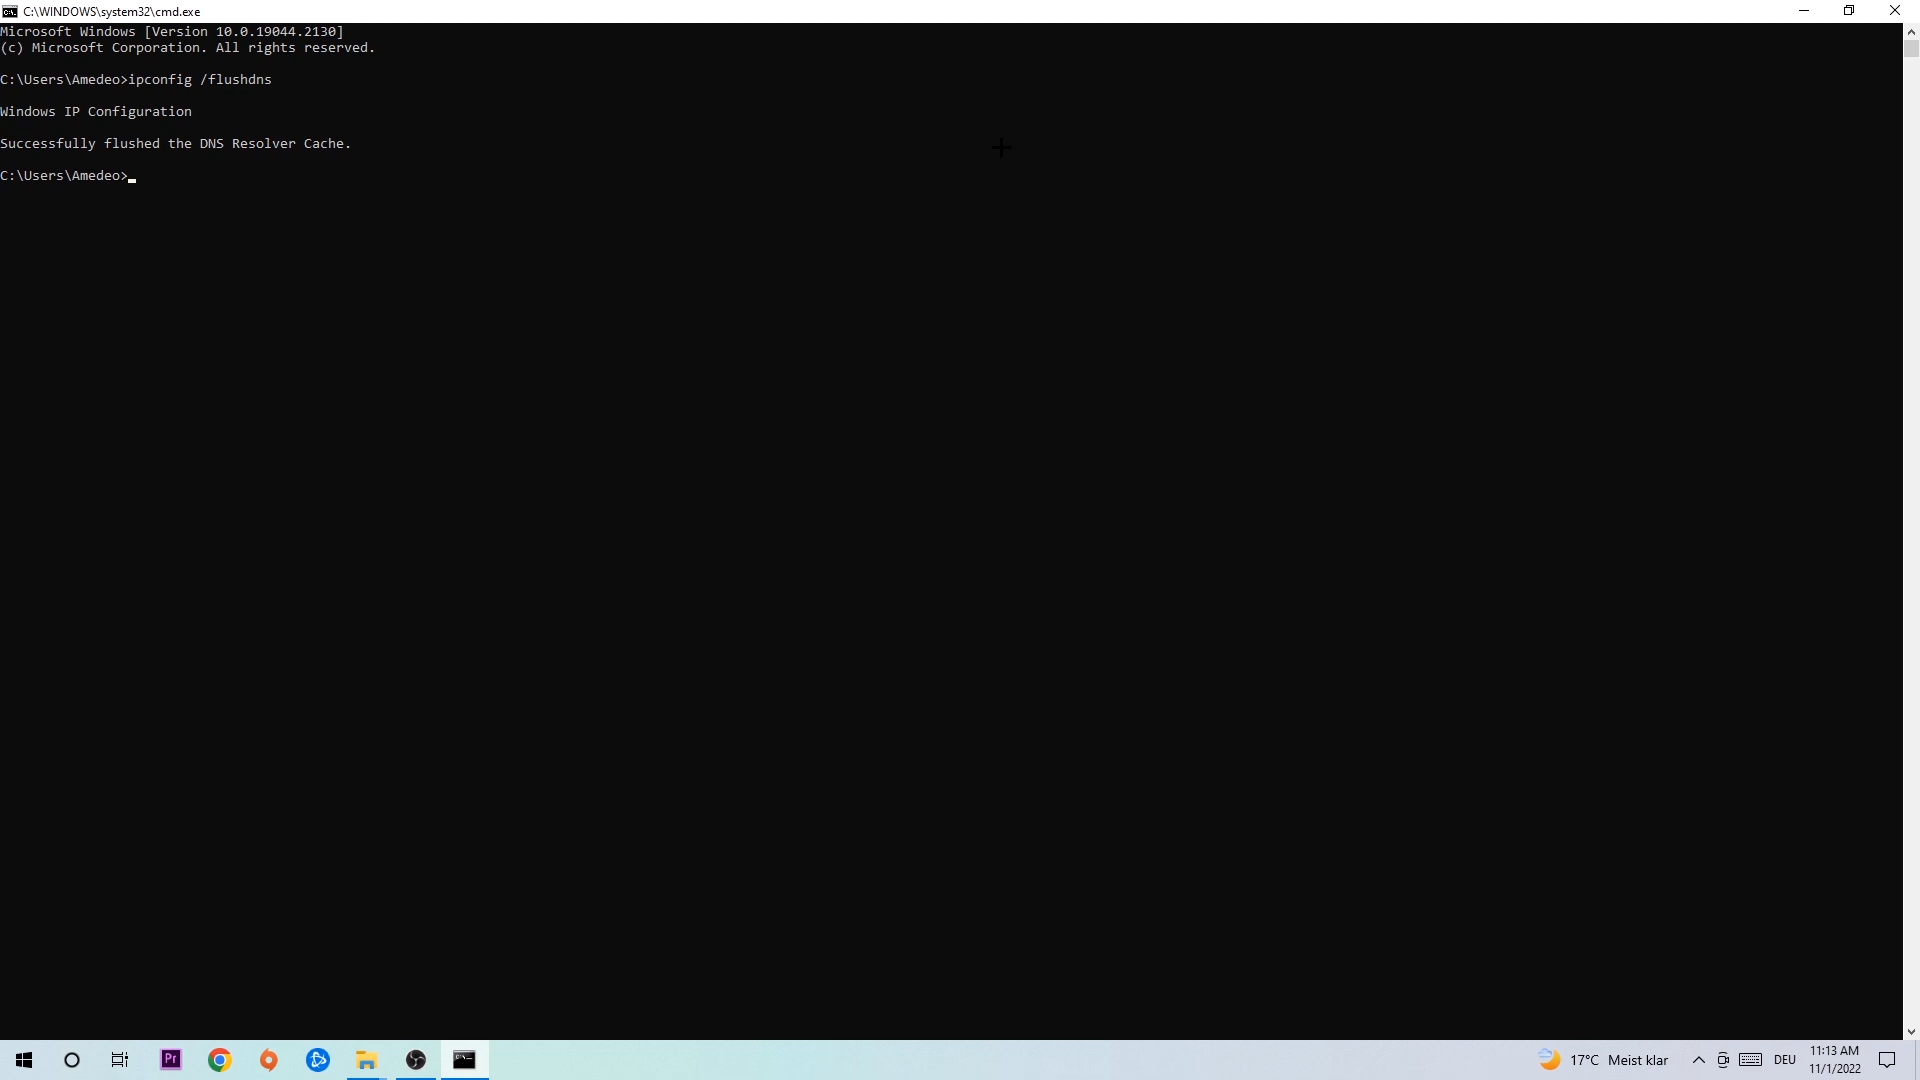 C:\WINDOWS\system32\cmd.exe
Microsoft Windows [Version 10.0.19044.2130]
(c) Microsoft Corporation. All rights reserved.
C:\Users\Amedeo>ipconfig /flushdns
Windows IP Configuration
Successfully flushed the DNS Resolver Cache.
C:\Users\Amedeo>
Pr
17°C Meist klar
DEU
11:13 AM
11/1/2022